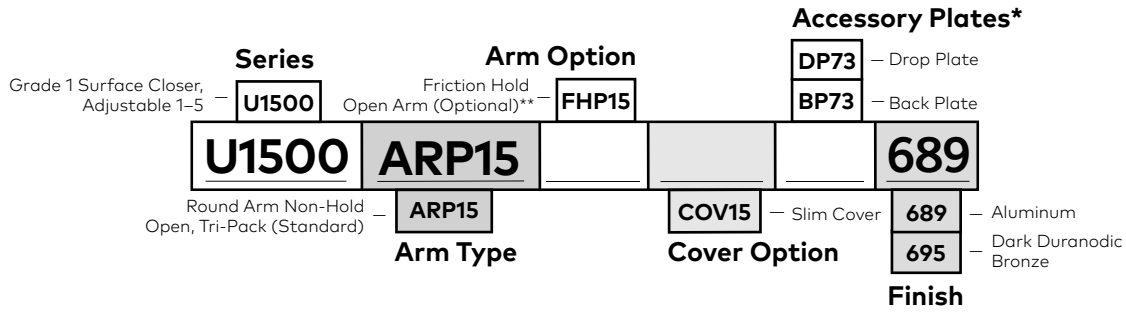 Accessory Plates*
DP73 – Drop Plate
BP73 – Back Plate
Series
Grade 1 Surface Closer,
Adjustable 1–5 – U1500
Arm Option
Friction Hold
Open Arm (Optional)** – FHP15
U1500 ARP15 689
Round Arm Non-Hold
Open, Tri-Pack (Standard) – ARP15
Arm Type
COV15 – Slim Cover
Cover Option
689 – Aluminum
695 – Dark Duranodic
Bronze
Finish